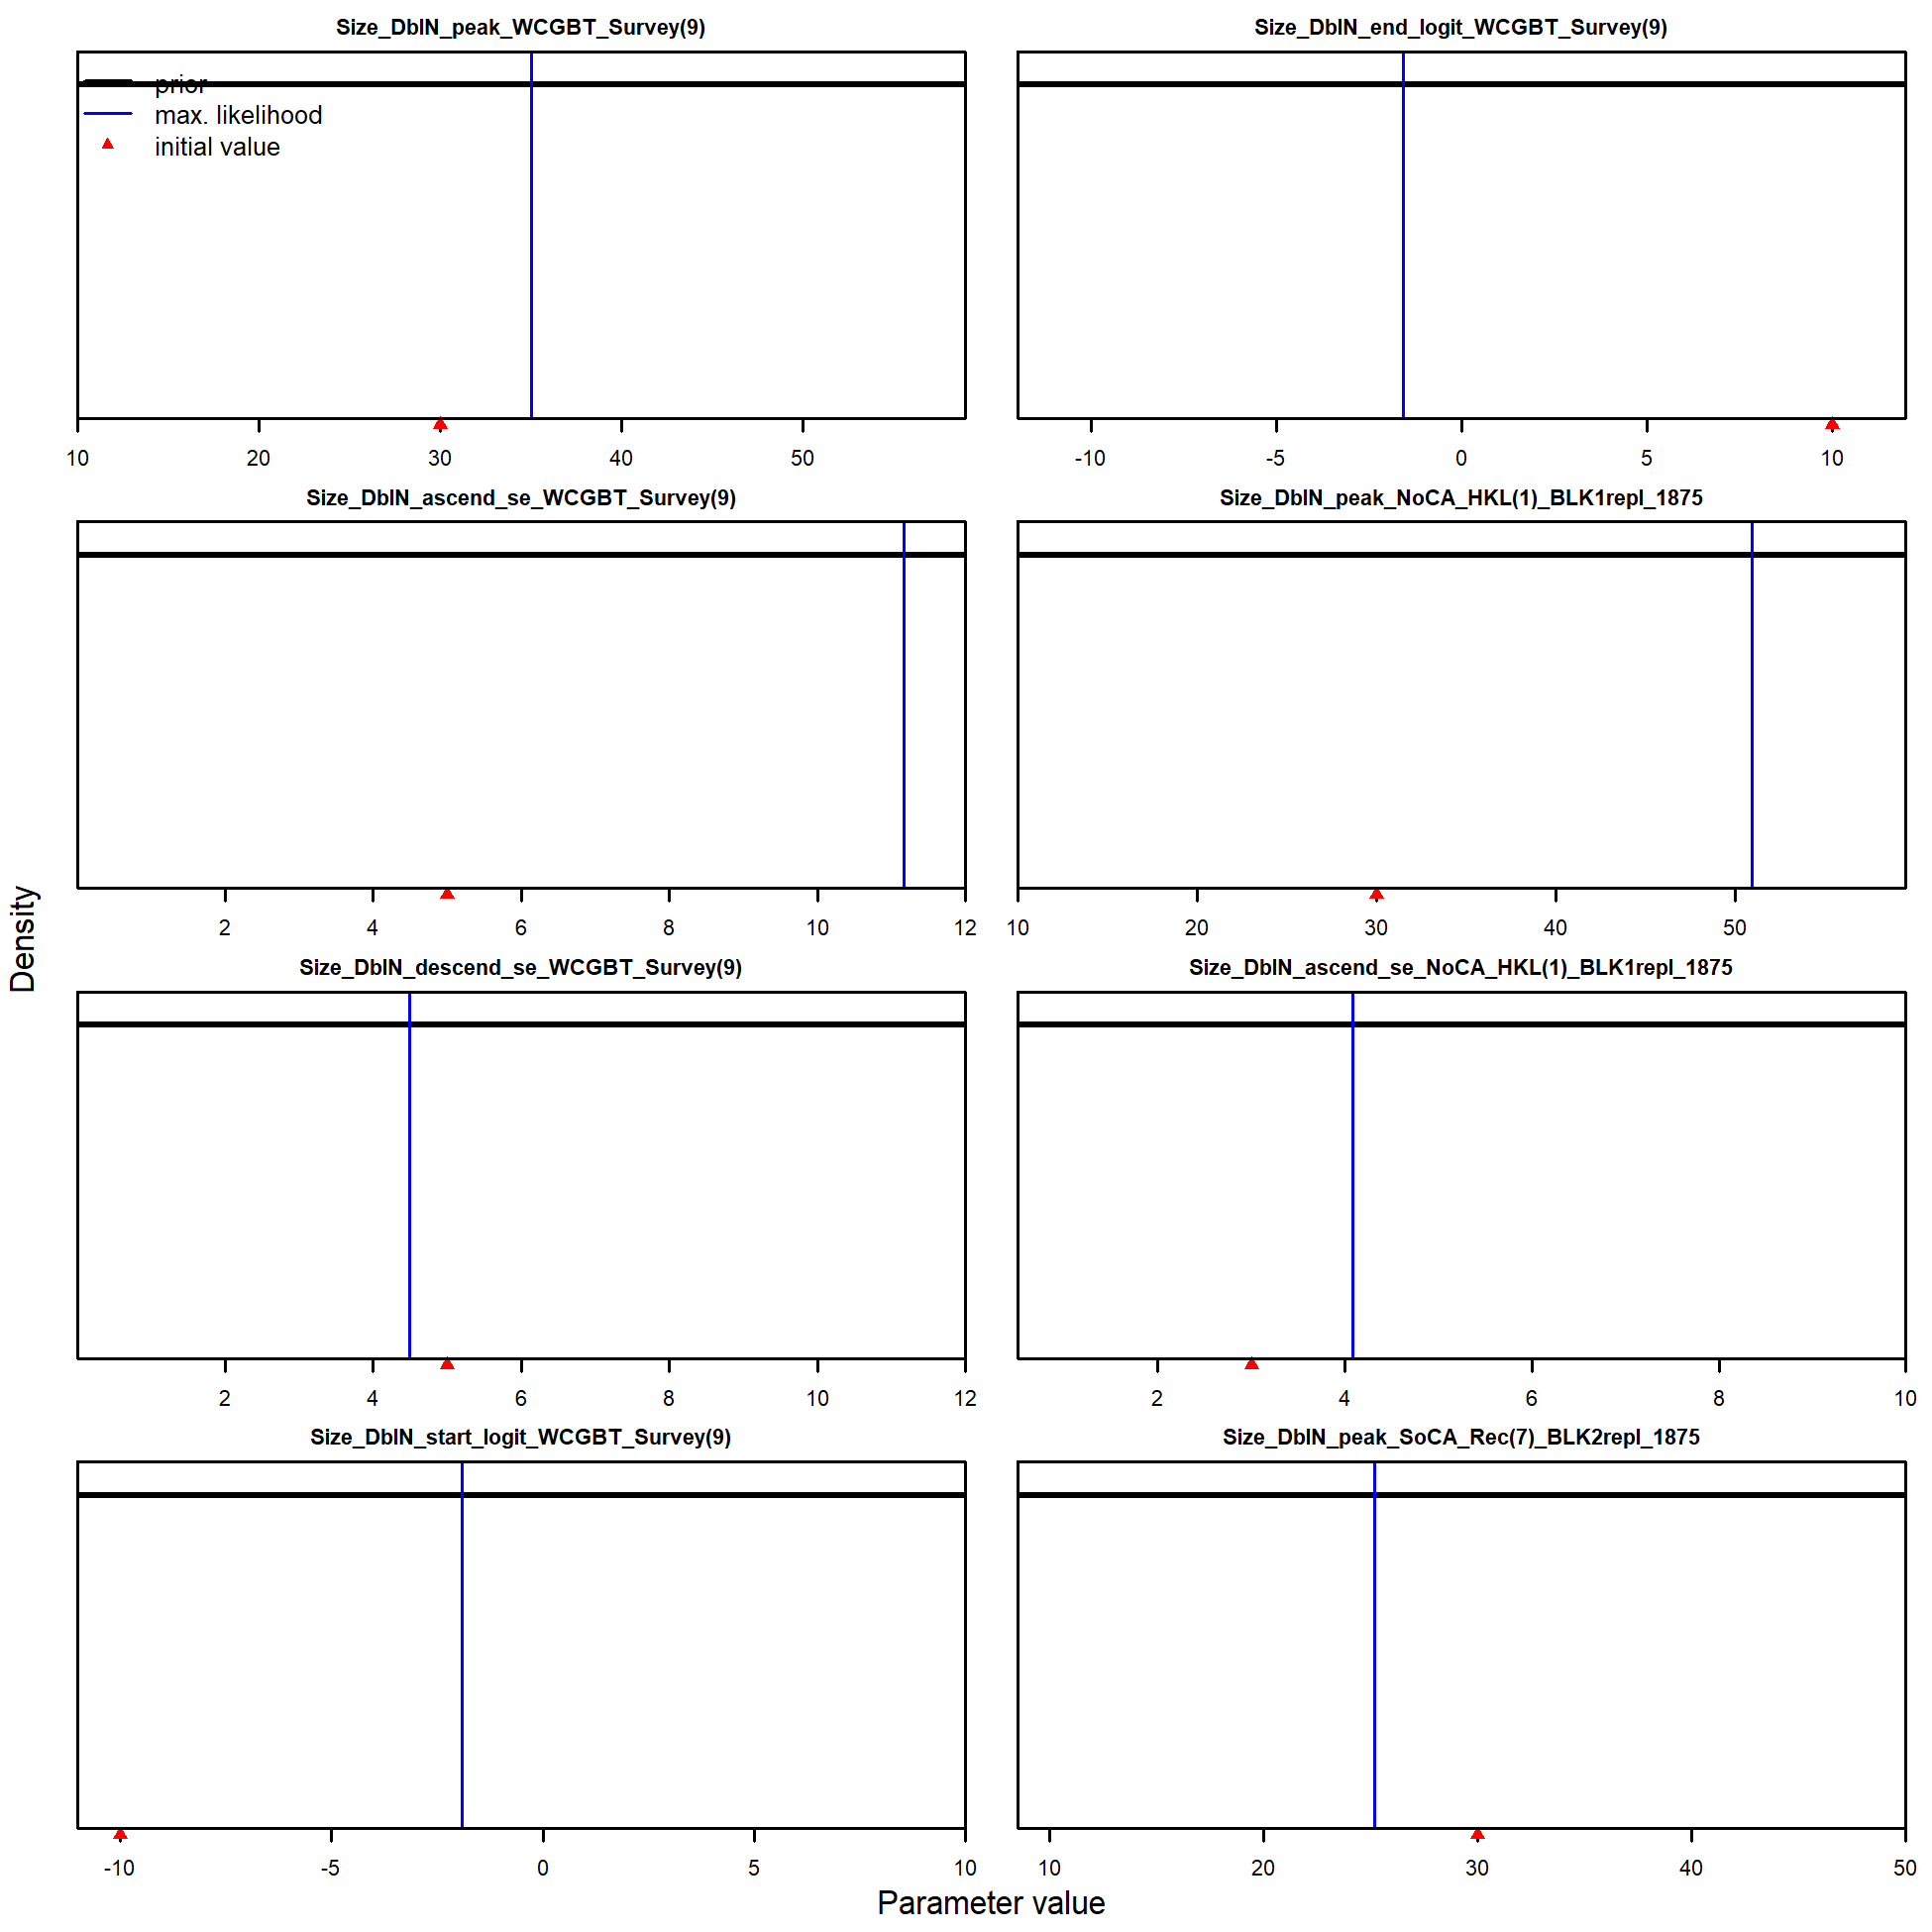 Size_DblN_peak_WCGBT_Survey(9)
prior
max. likelihood
initial value
10 20 30 40 50
Size_DblN_end_logit_WCGBT_Survey(9)
-10 -5 0 5 10
Size_DblN_ascend_se_WCGBT_Survey(9)
2 4 6 8 10 12
Size_DblN_peak_NoCA_HKL(1)_BLK1repl_1875
10 20 30 40 50
Size_DblN_descend_se_WCGBT_Survey(9)
2 4 6 8 10 12
Size_DblN_ascend_se_NoCA_HKL(1)_BLK1repl_1875
2 4 6 8 10
Size_DblN_start_logit_WCGBT_Survey(9)
-10 -5 0 5 10
Size_DblN_peak_SoCA_Rec(7)_BLK2repl_1875
10 20 30 40 50
Density
Parameter value